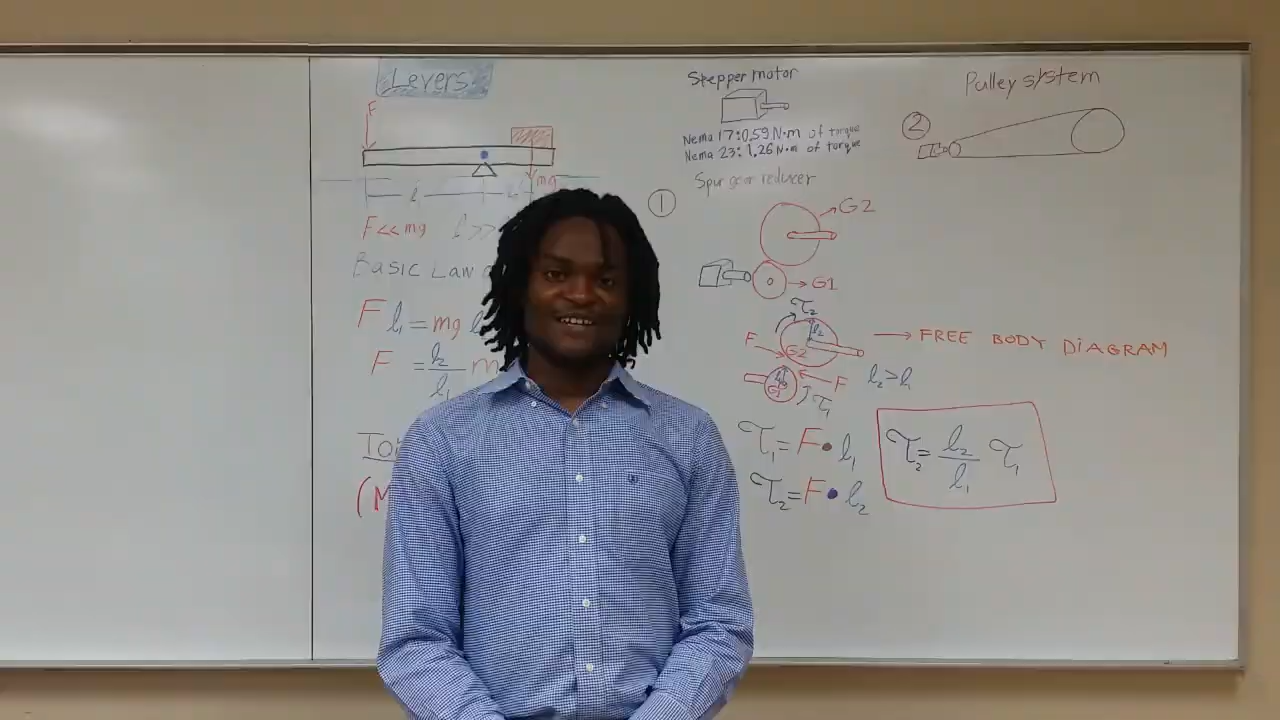 Levers
F
mg
l
F<<mg l>>
Basic Law
F l₁ = mg l
F = l₂/l₁ m
(M
Stepper motor
Nema 17: 0.59 N·m of torque
Nema 23: 1.26 N·m of torque
Spur gear reducer
1
G2
G1
τ₂
l₂
F
G2
G1
F
τ₁
l₂>l₁
FREE BODY DIAGRAM
τ₁ = F • l₁
τ₂ = F • l₂
τ₂ = l₂/l₁ τ₁
Pulley system
2